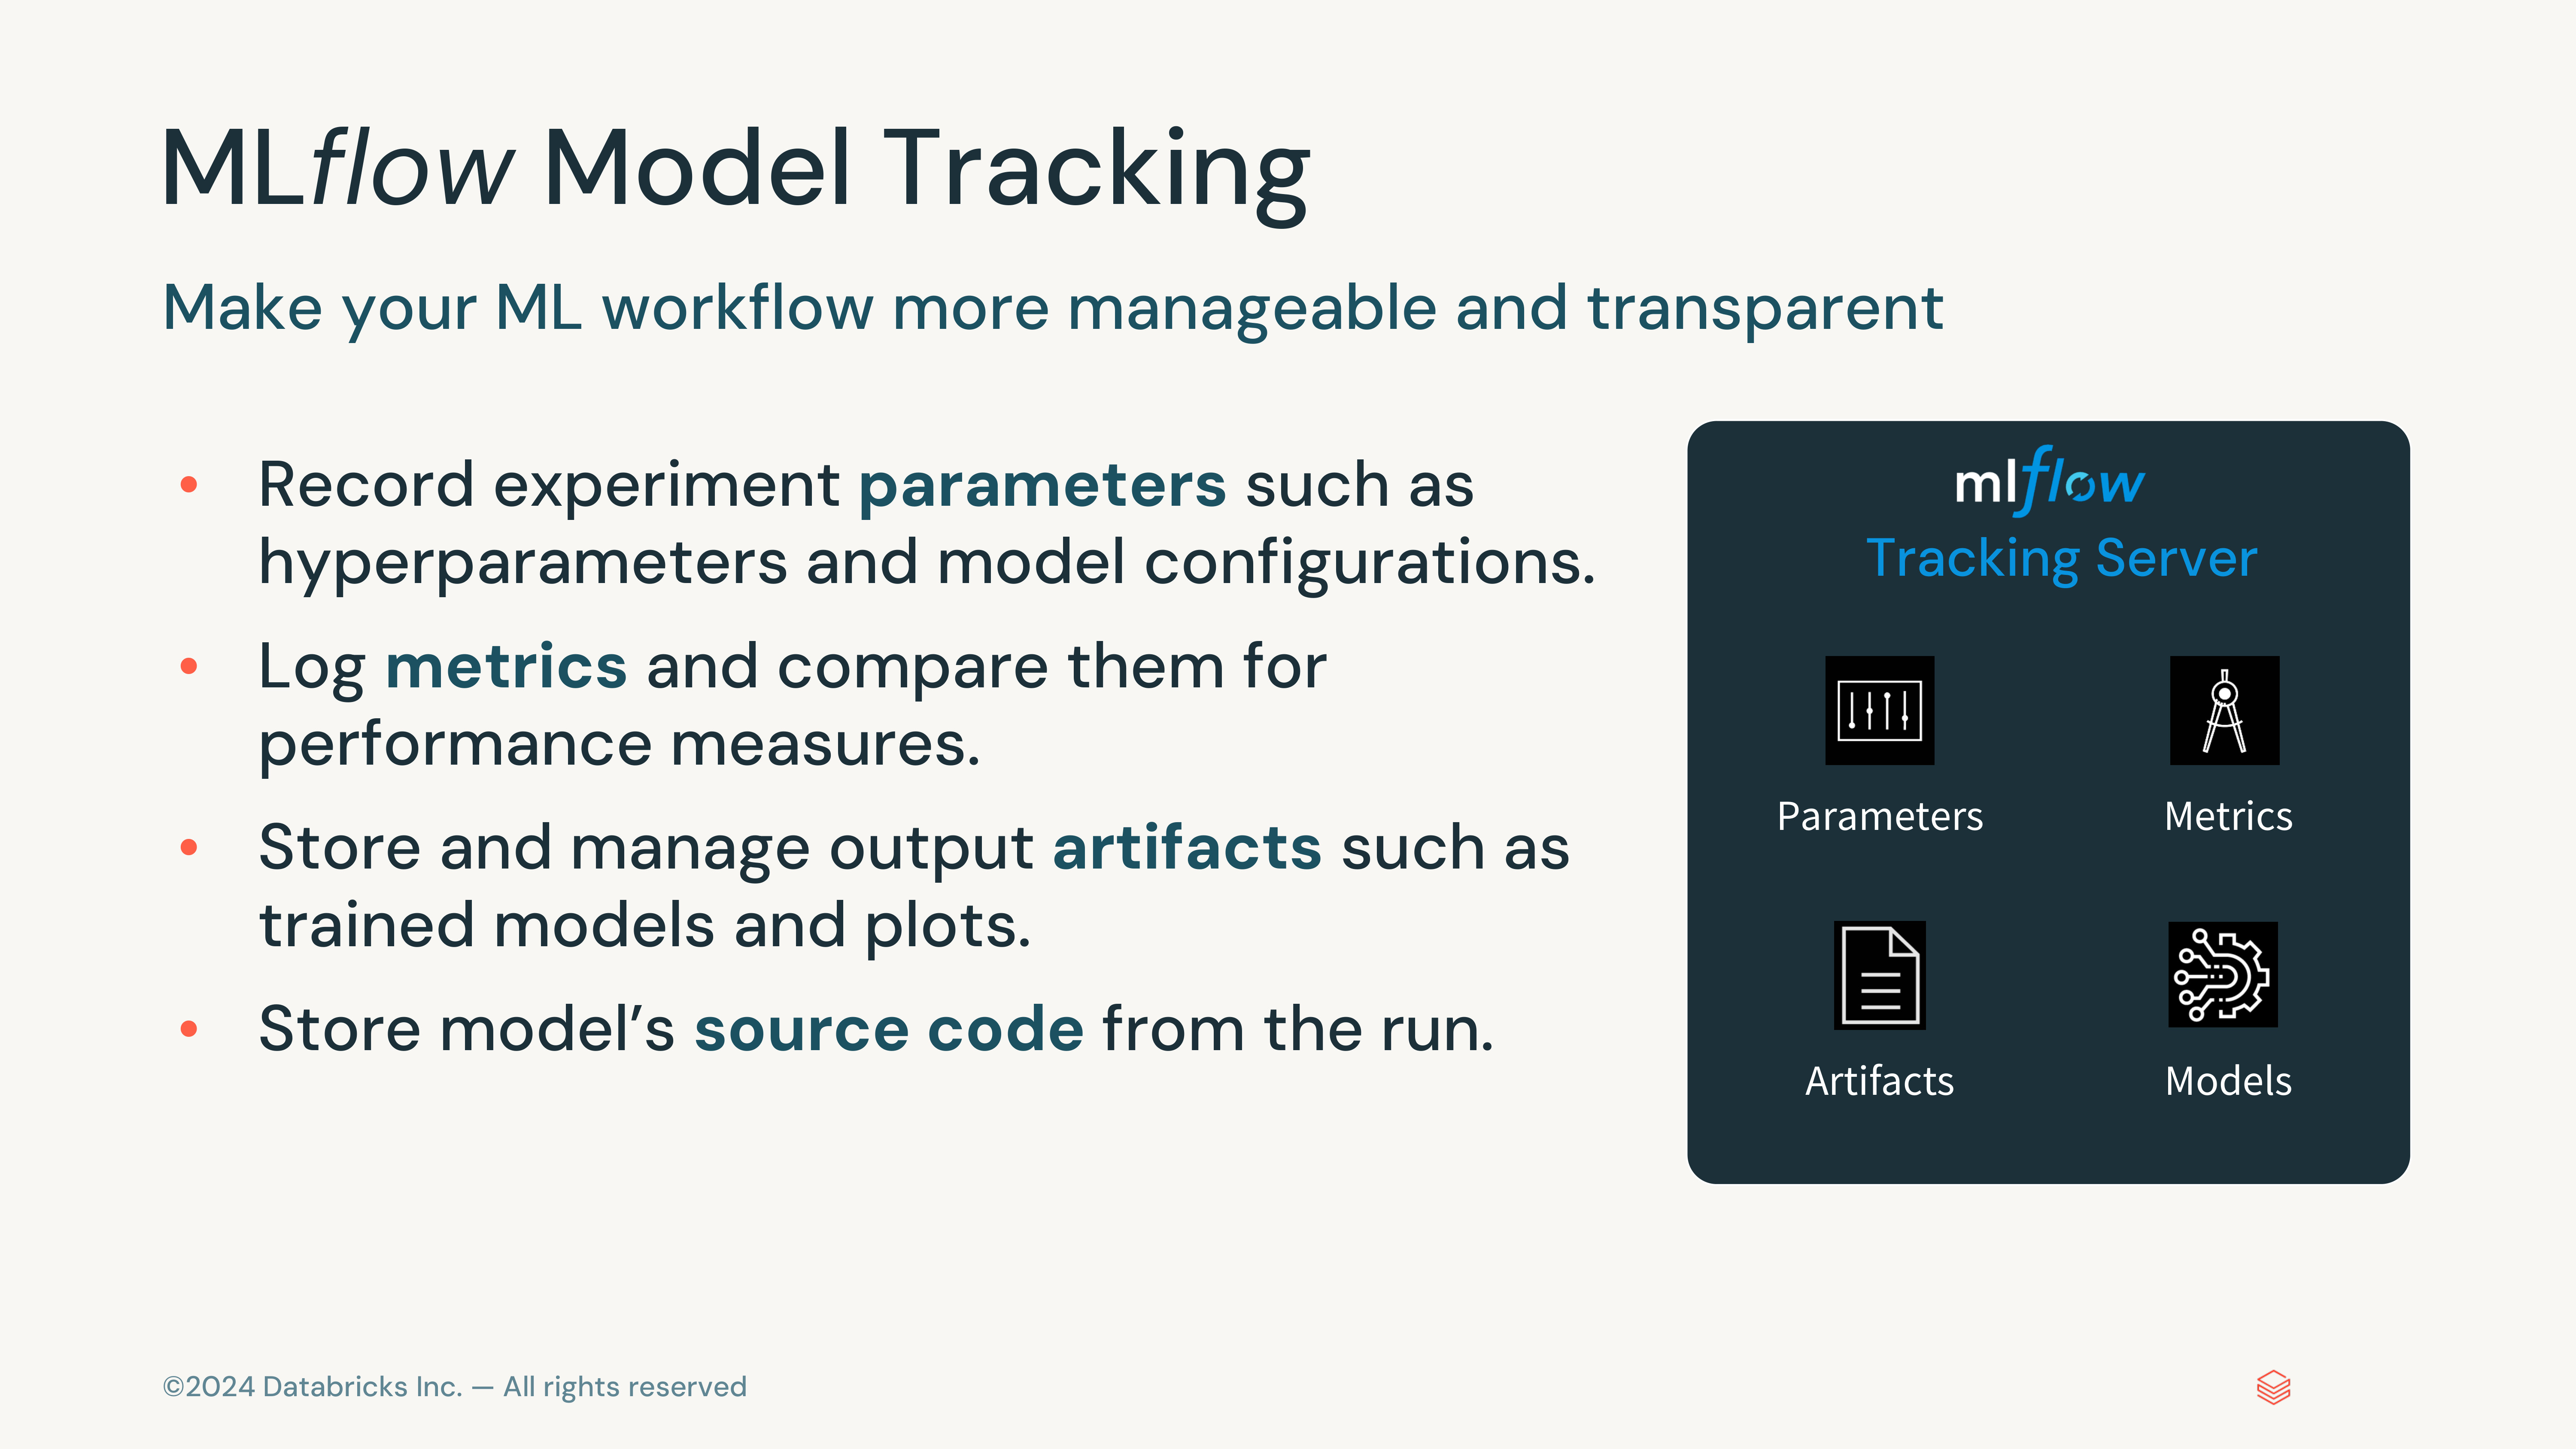 MLflow Model Tracking
Make your ML workflow more manageable and transparent
• Record experiment parameters such as
hyperparameters and model configurations.
• Log metrics and compare them for
performance measures.
• Store and manage output artifacts such as
trained models and plots.
• Store model’s source code from the run.
mlflow
Tracking Server
Parameters
Metrics
Artifacts
Models
©2024 Databricks Inc. — All rights reserved